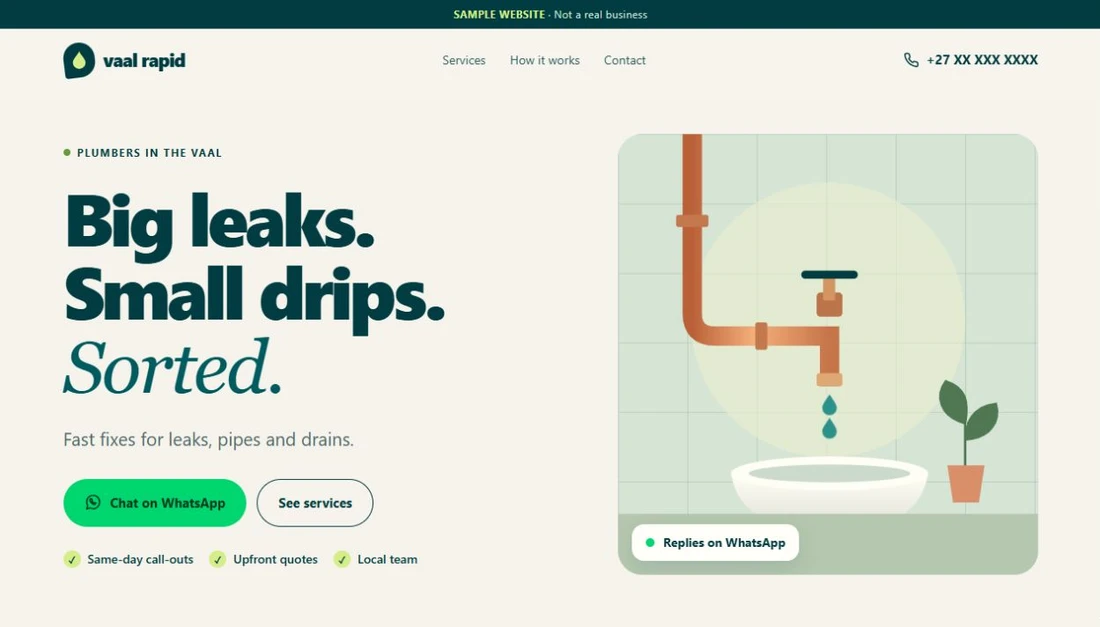 SAMPLE WEBSITE · Not a real business
vaal rapid
Services How it works Contact
+27 XX XXX XXXX
PLUMBERS IN THE VAAL
Big leaks.
Small drips.
Sorted.
Fast fixes for leaks, pipes and drains.
Chat on WhatsApp See services
✓ Same-day call-outs ✓ Upfront quotes ✓ Local team
Replies on WhatsApp